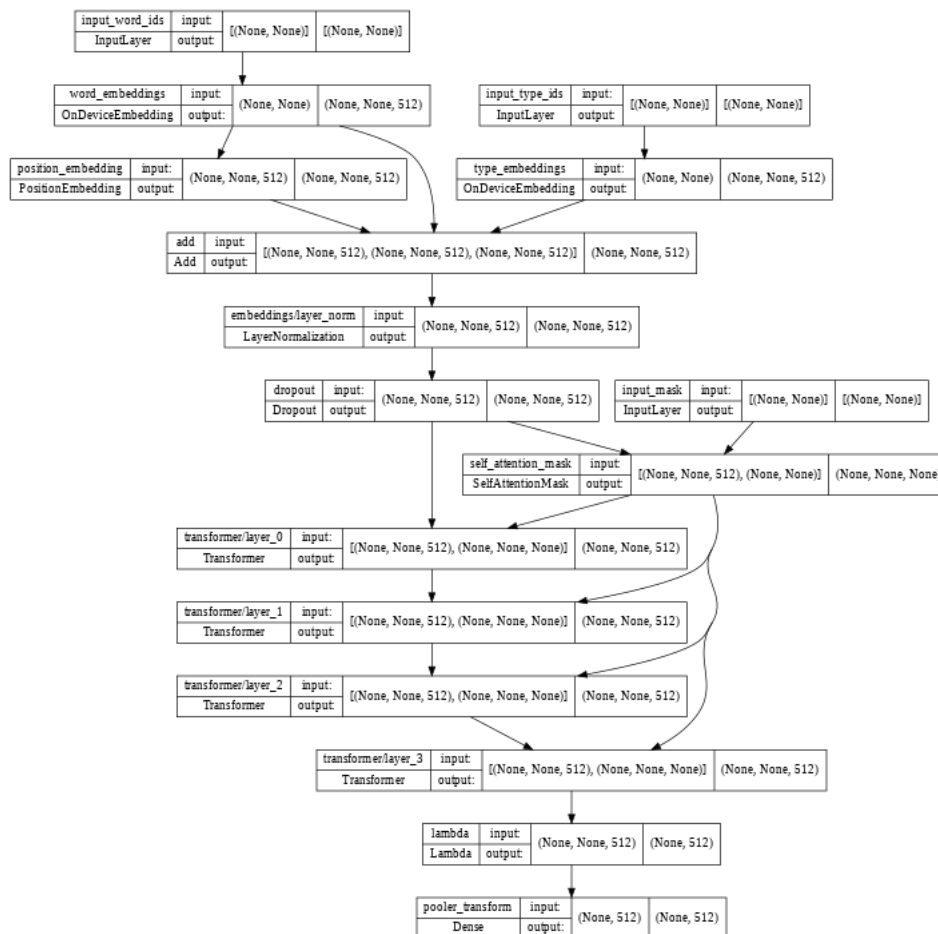 input_word_ids input: [(None, None)] [(None, None)]
InputLayer output:
word_embeddings input: (None, None) (None, None, 512)
OnDeviceEmbedding output:
input_type_ids input: [(None, None)] [(None, None)]
InputLayer output:
position_embedding input: (None, None, 512) (None, None, 512)
PositionEmbedding output:
type_embeddings input: (None, None) (None, None, 512)
OnDeviceEmbedding output:
add input: [(None, None, 512), (None, None, 512), (None, None, 512)] (None, None, 512)
Add output:
embeddings/layer_norm input: (None, None, 512) (None, None, 512)
LayerNormalization output:
dropout input: (None, None, 512) (None, None, 512)
Dropout output:
input_mask input: [(None, None)] [(None, None)]
InputLayer output:
self_attention_mask input: [(None, None, 512), (None, None)] (None, None, None
SelfAttentionMask output:
transformer/layer_0 input: [(None, None, 512), (None, None, None)] (None, None, 512)
Transformer output:
transformer/layer_1 input: [(None, None, 512), (None, None, None)] (None, None, 512)
Transformer output:
transformer/layer_2 input: [(None, None, 512), (None, None, None)] (None, None, 512)
Transformer output:
transformer/layer_3 input: [(None, None, 512), (None, None, None)] (None, None, 512)
Transformer output:
lambda input: (None, None, 512) (None, 512)
Lambda output:
pooler_transform input: (None, 512) (None, 512)
Dense output: